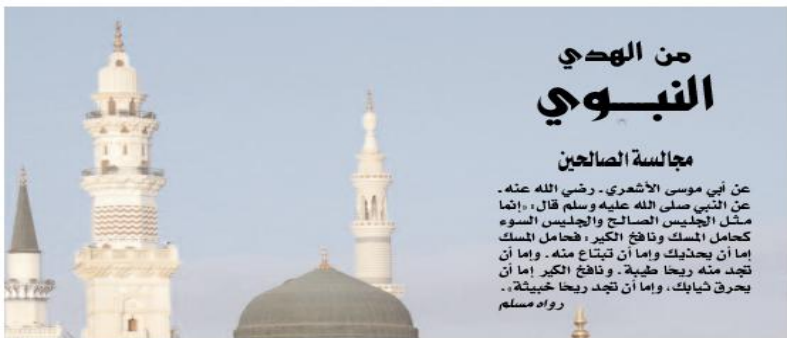 من الهدي
النبـــوي
مجالسة الصالحين
عن أبي موسى الأشعري ـ رضي الله عنه ـ
عن النبي صلى الله عليه وسلم قال: «إنما
مثل الجليس الصالح والجليس السوء
كحامل المسك ونافخ الكير، فحامل المسك
إما أن يحذيك وإما أن تبتاع منه ـ وإما أن
تجد منه ريحا طيبة ـ ونافخ الكير إما أن
يحرق ثيابك، وإما أن تجد ريحا خبيثة» ـ
رواه مسلم